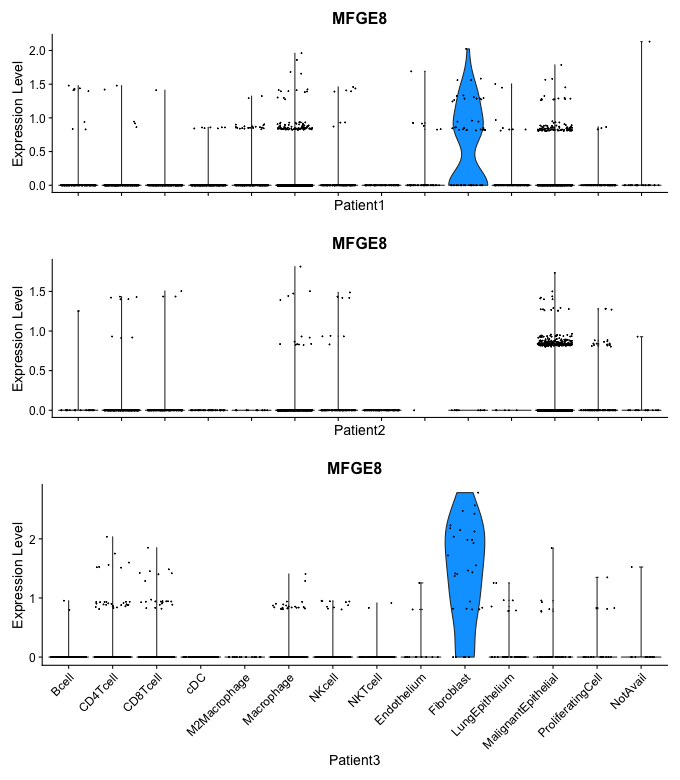 MFGE8
Expression Level
2.0
1.5
1.0
0.5
0.0
Patient1
MFGE8
Expression Level
1.5
1.0
0.5
0.0
Patient2
MFGE8
Expression Level
2
1
0
Bcell
CD4Tcell
CD8Tcell
cDC
M2Macrophage
Macrophage
NKcell
NKTcell
Endothelium
Fibroblast
LungEpithelium
MalignantEpithelial
ProliferatingCell
NotAvail
Patient3